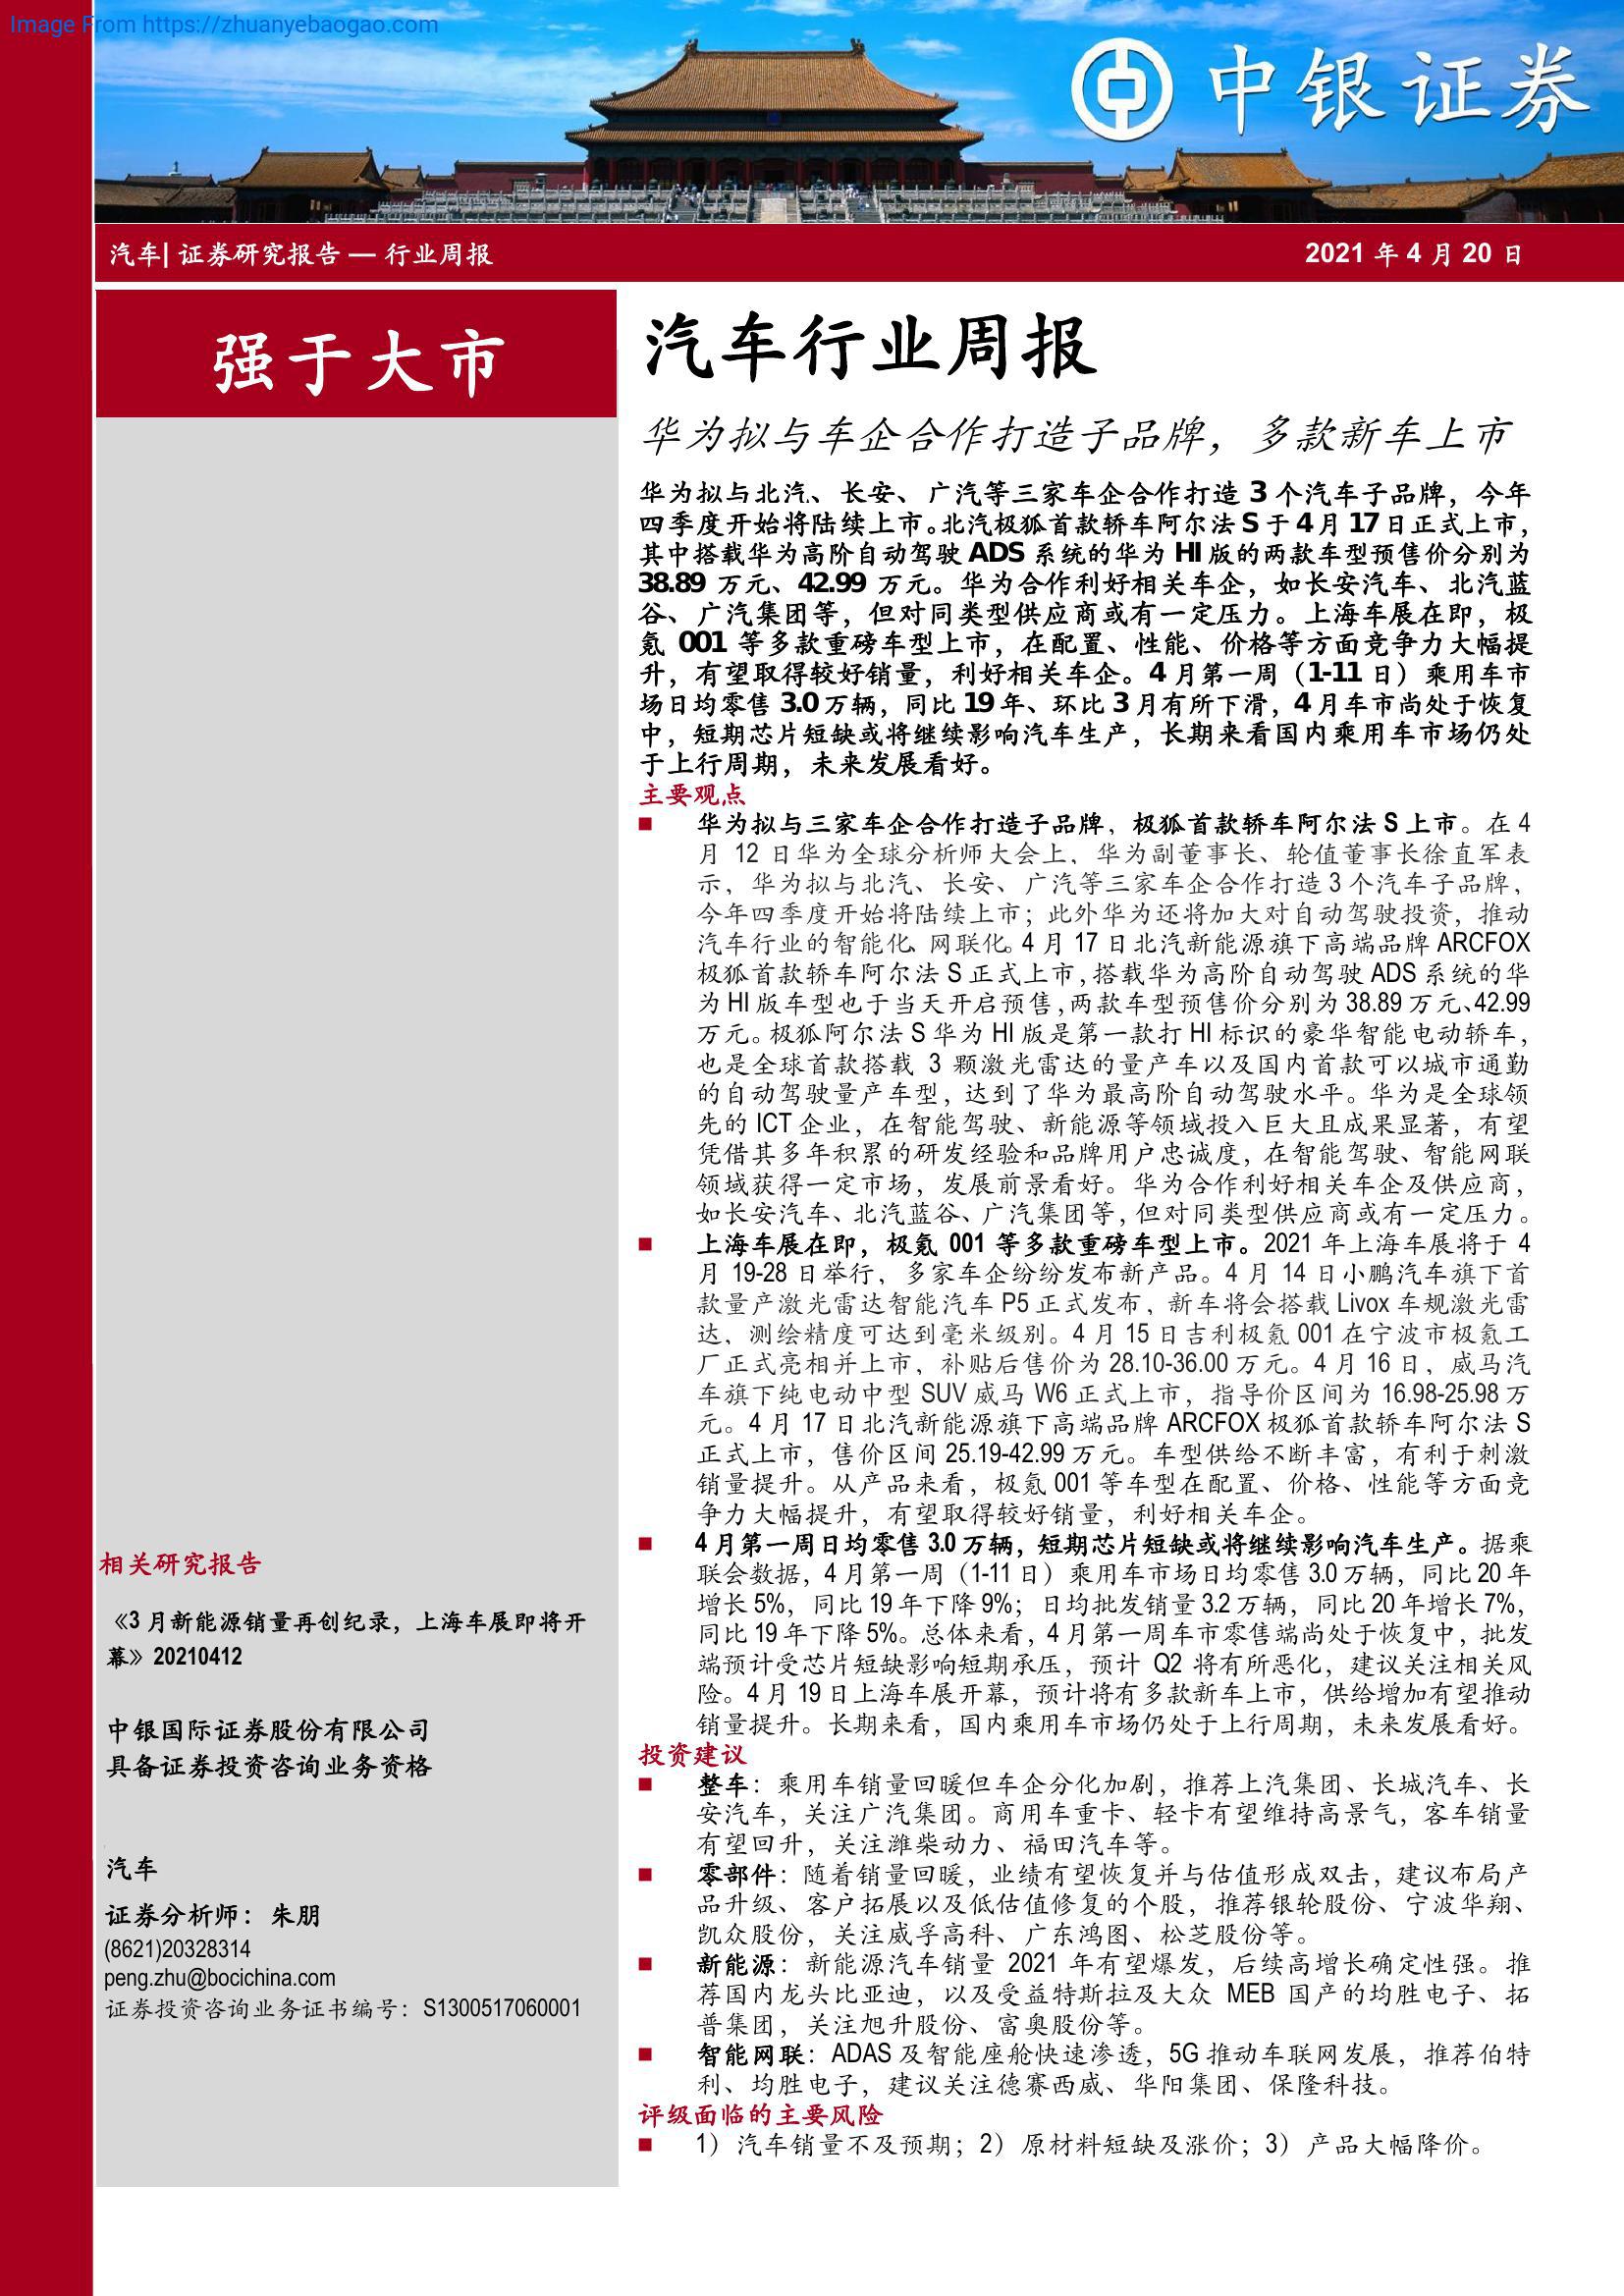 Image From https://zhuanyebaogao.com
中银证券
汽车| 证券研究报告 — 行业周报
2021 年 4 月 20 日
强于大市
汽车行业周报
华为拟与车企合作打造子品牌，多款新车上市
华为拟与北汽、长安、广汽等三家车企合作打造 3 个汽车子品牌，今年
四季度开始将陆续上市。北汽极狐首款轿车阿尔法 S 于 4 月 17 日正式上市，
其中搭载华为高阶自动驾驶 ADS 系统的华为 HI 版的两款车型预售价分别为
38.89 万元、42.99 万元。华为合作利好相关车企，如长安汽车、北汽蓝
谷、广汽集团等，但对同类型供应商或有一定压力。上海车展在即，极
氪 001 等多款重磅车型上市，在配置、性能、价格等方面竞争力大幅提
升，有望取得较好销量，利好相关车企。4 月第一周（1-11 日）乘用车市
场日均零售 3.0 万辆，同比 19 年、环比 3 月有所下滑，4 月车市尚处于恢复
中，短期芯片短缺或将继续影响汽车生产，长期来看国内乘用车市场仍处
于上行周期，未来发展看好。
主要观点
■ 华为拟与三家车企合作打造子品牌，极狐首款轿车阿尔法 S 上市。在 4
月 12 日华为全球分析师大会上，华为副董事长、轮值董事长徐直军表
示，华为拟与北汽、长安、广汽等三家车企合作打造 3 个汽车子品牌，
今年四季度开始将陆续上市；此外华为还将加大对自动驾驶投资，推动
汽车行业的智能化、网联化。4 月 17 日北汽新能源旗下高端品牌 ARCFOX
极狐首款轿车阿尔法 S 正式上市，搭载华为高阶自动驾驶 ADS 系统的华
为 HI 版车型也于当天开启预售，两款车型预售价分别为 38.89 万元、42.99
万元。极狐阿尔法 S 华为 HI 版是第一款打 HI 标识的豪华智能电动轿车，
也是全球首款搭载 3 颗激光雷达的量产车以及国内首款可以城市通勤
的自动驾驶量产车型，达到了华为最高阶自动驾驶水平。华为是全球领
先的 ICT 企业，在智能驾驶、新能源等领域投入巨大且成果显著，有望
凭借其多年积累的研发经验和品牌用户忠诚度，在智能驾驶、智能网联
领域获得一定市场，发展前景看好。华为合作利好相关车企及供应商，
如长安汽车、北汽蓝谷、广汽集团等，但对同类型供应商或有一定压力。
■ 上海车展在即，极氪 001 等多款重磅车型上市。2021 年上海车展将于 4
月 19-28 日举行，多家车企纷纷发布新产品。4 月 14 日小鹏汽车旗下首
款量产激光雷达智能汽车 P5 正式发布，新车将会搭载 Livox 车规激光雷
达，测绘精度可达到毫米级别。4 月 15 日吉利极氪 001 在宁波市极氪工
厂正式亮相并上市，补贴后售价为 28.10-36.00 万元。4 月 16 日，威马汽
车旗下纯电动中型 SUV 威马 W6 正式上市，指导价区间为 16.98-25.98 万
元。4 月 17 日北汽新能源旗下高端品牌 ARCFOX 极狐首款轿车阿尔法 S
正式上市，售价区间 25.19-42.99 万元。车型供给不断丰富，有利于刺激
销量提升。从产品来看，极氪 001 等车型在配置、价格、性能等方面竞
争力大幅提升，有望取得较好销量，利好相关车企。
■ 4 月第一周日均零售 3.0 万辆，短期芯片短缺或将继续影响汽车生产。据乘
联会数据，4 月第一周（1-11 日）乘用车市场日均零售 3.0 万辆，同比 20 年
增长 5%，同比 19 年下降 9%；日均批发销量 3.2 万辆，同比 20 年增长 7%，
同比 19 年下降 5%。总体来看，4 月第一周车市零售端尚处于恢复中，批发
端预计受芯片短缺影响短期承压，预计 Q2 将有所恶化，建议关注相关风
险。4 月 19 日上海车展开幕，预计将有多款新车上市，供给增加有望推动
销量提升。长期来看，国内乘用车市场仍处于上行周期，未来发展看好。
投资建议
■ 整车：乘用车销量回暖但车企分化加剧，推荐上汽集团、长城汽车、长
安汽车，关注广汽集团。商用车重卡、轻卡有望维持高景气，客车销量
有望回升，关注潍柴动力、福田汽车等。
■ 零部件：随着销量回暖，业绩有望恢复并与估值形成双击，建议布局产
品升级、客户拓展以及低估值修复的个股，推荐银轮股份、宁波华翔、
凯众股份，关注威孚高科、广东鸿图、松芝股份等。
■ 新能源：新能源汽车销量 2021 年有望爆发，后续高增长确定性强。推
荐国内龙头比亚迪，以及受益特斯拉及大众 MEB 国产的均胜电子、拓
普集团，关注旭升股份、富奥股份等。
■ 智能网联：ADAS 及智能座舱快速渗透，5G 推动车联网发展，推荐伯特
利、均胜电子，建议关注德赛西威、华阳集团、保隆科技。
评级面临的主要风险
■ 1）汽车销量不及预期；2）原材料短缺及涨价；3）产品大幅降价。
相关研究报告
《3 月新能源销量再创纪录，上海车展即将开
幕》20210412
中银国际证券股份有限公司
具备证券投资咨询业务资格
汽车
证券分析师：朱朋
(8621)20328314
peng.zhu@bocichina.com
证券投资咨询业务证书编号：S1300517060001